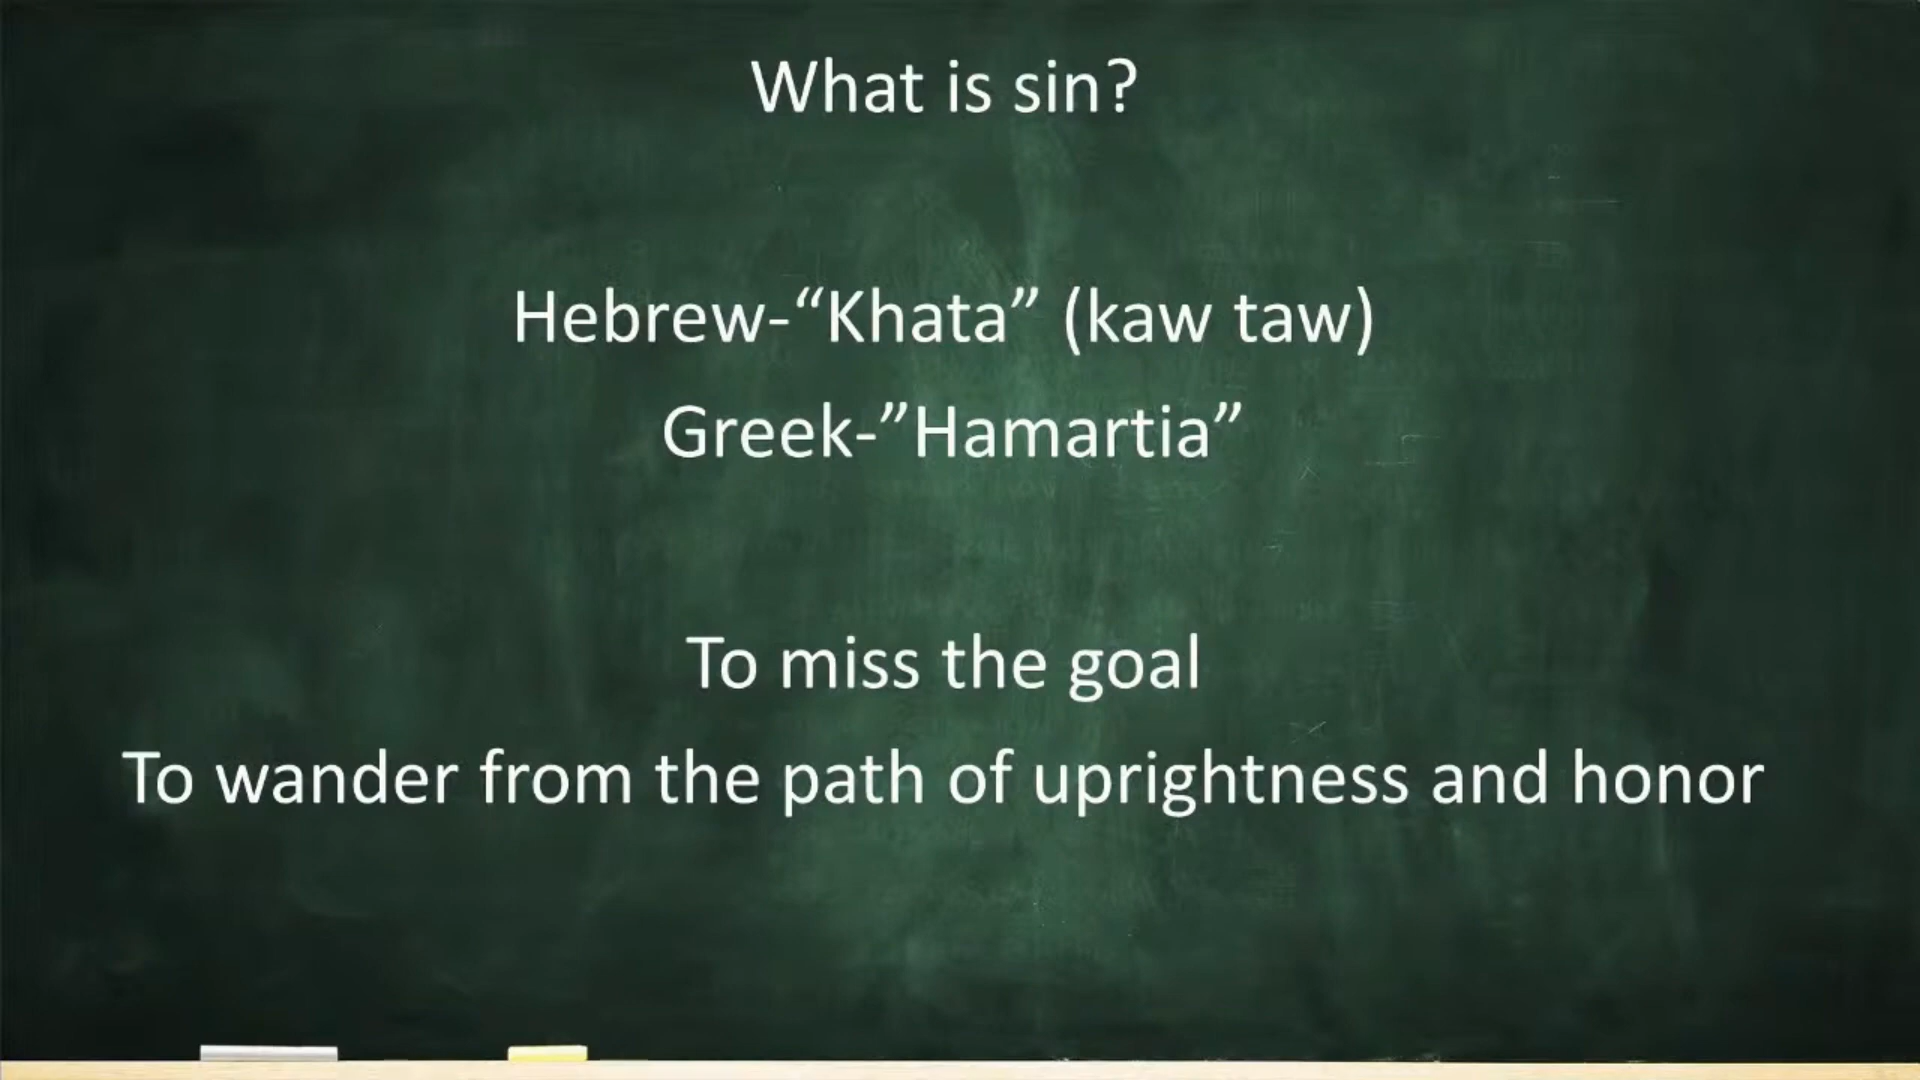 What is sin?
Hebrew-“Khata” (kaw taw)
Greek-”Hamartia”
To miss the goal
To wander from the path of uprightness and honor